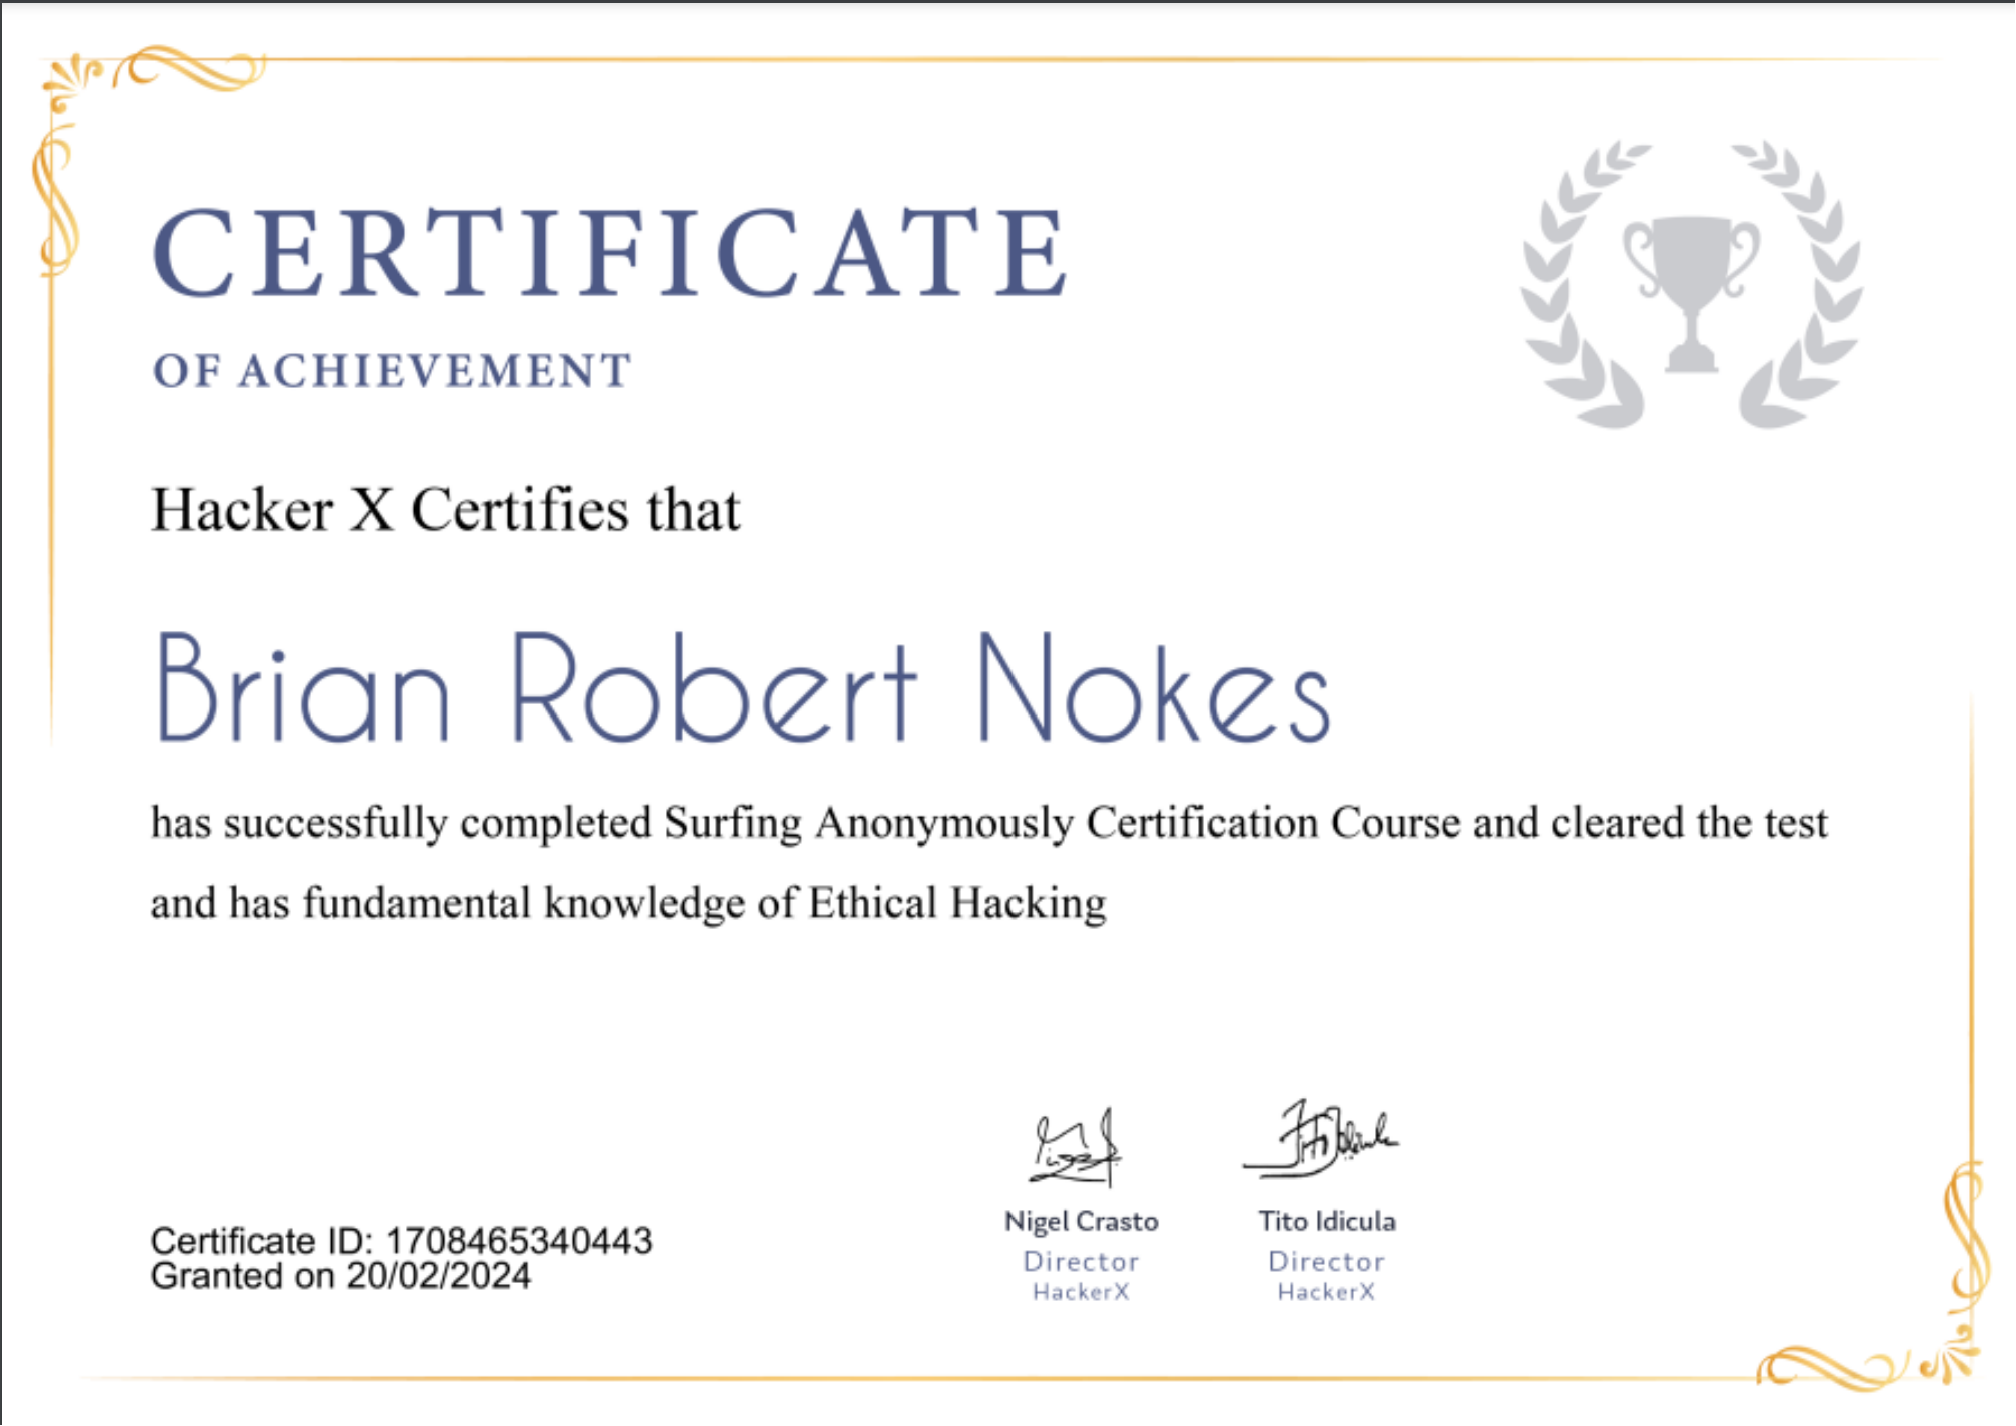 CERTIFICATE
OF ACHIEVEMENT
Hacker X Certifies that
Brian Robert Nokes
has successfully completed Surfing Anonymously Certification Course and cleared the test
and has fundamental knowledge of Ethical Hacking
Certificate ID: 1708465340443
Granted on 20/02/2024
Nigel Crasto
Director
HackerX
Tito Idicula
Director
HackerX